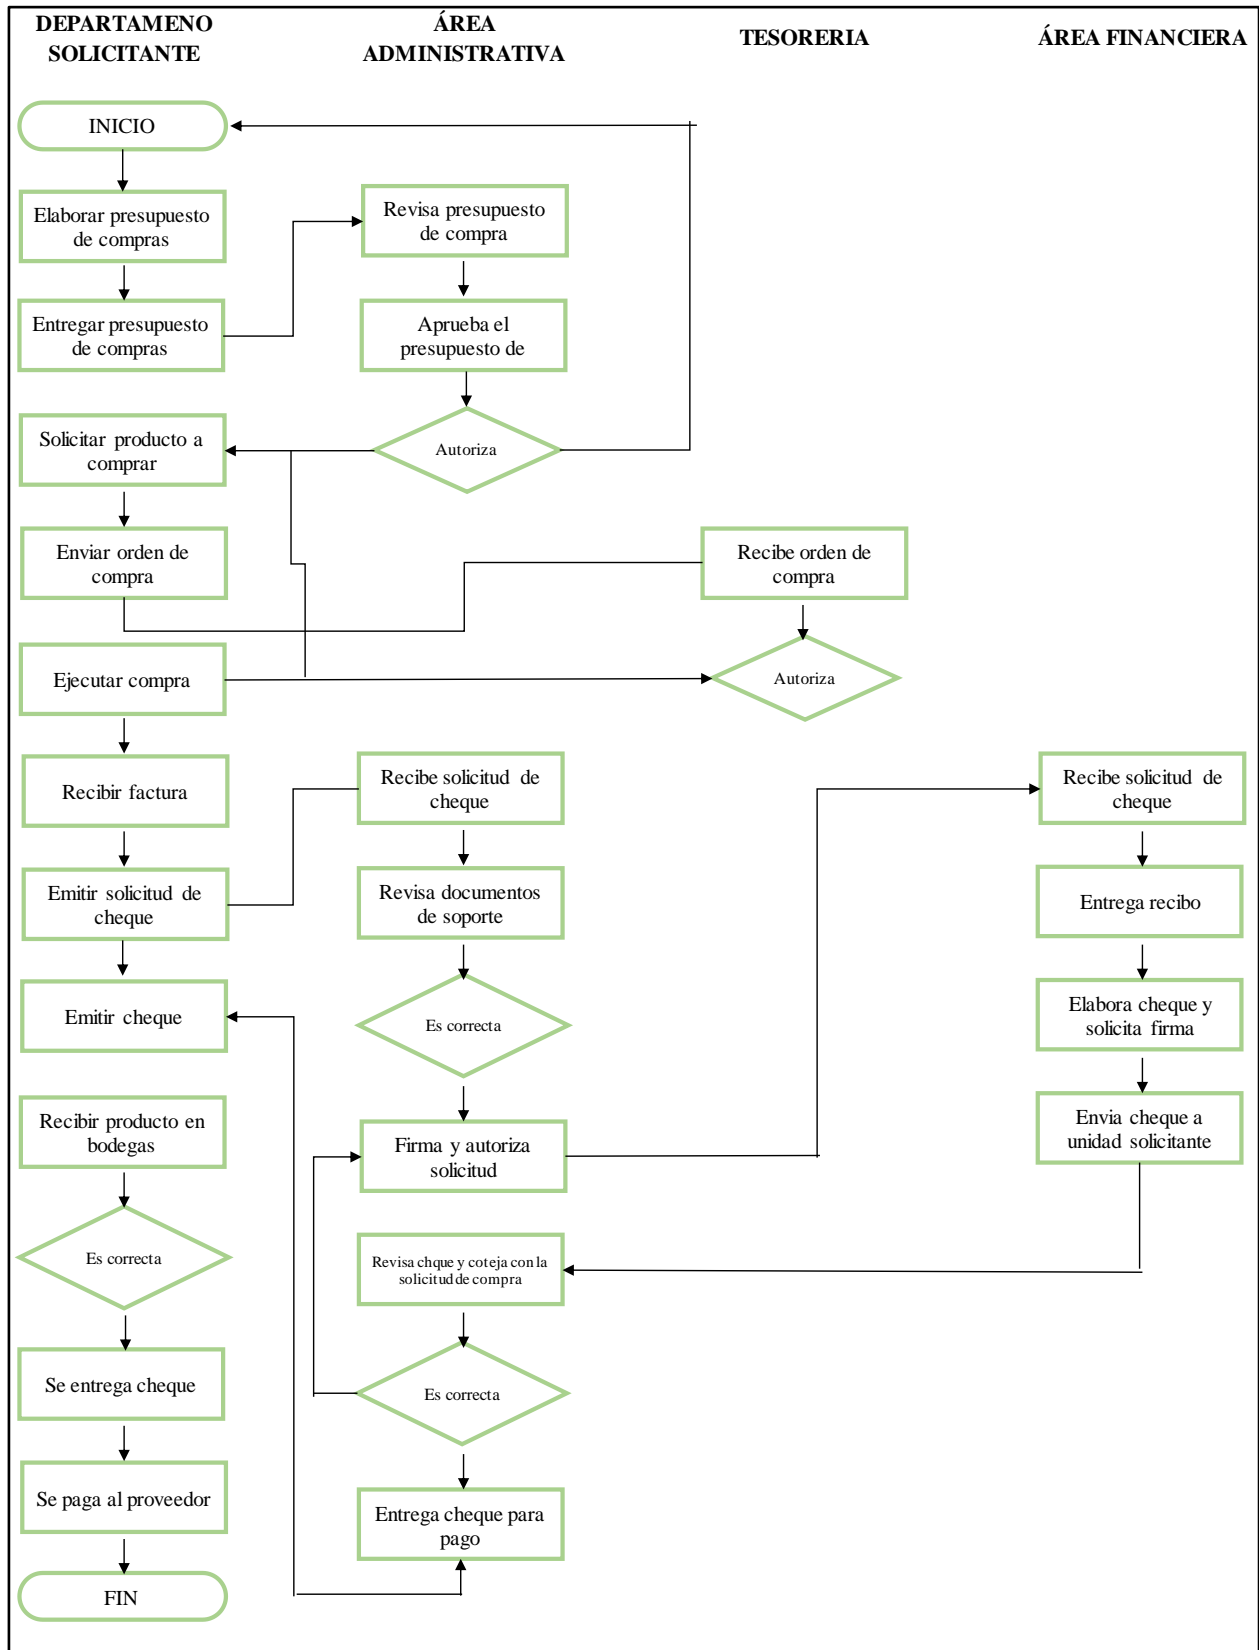 DEPARTAMENO
SOLICITANTE
ÁREA
ADMINISTRATIVA
TESORERIA
ÁREA FINANCIERA
INICIO
Elaborar presupuesto
de compras
Revisa presupuesto
de compra
Entregar presupuesto
de compras
Aprueba el
presupuesto de
Solicitar producto a
comprar
Autoriza
Enviar orden de
compra
Recibe orden de
compra
Ejecutar compra
Autoriza
Recibir factura
Recibe solicitud de
cheque
Recibe solicitud de
cheque
Emitir solicitud de
cheque
Revisa documentos
de soporte
Entrega recibo
Emitir cheque
Es correcta
Elabora cheque y
solicita firma
Recibir producto en
bodegas
Firma y autoriza
solicitud
Envia cheque a
unidad solicitante
Es correcta
Revisa chque y coteja con la
solicitud de compra
Se entrega cheque
Es correcta
Se paga al proveedor
Entrega cheque para
pago
FIN